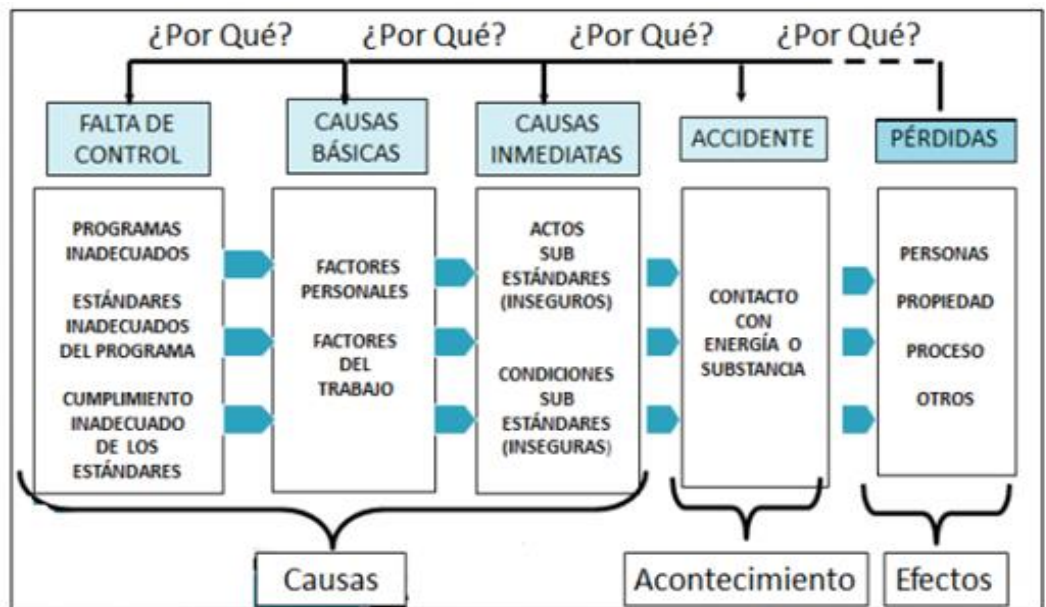 ¿Por Qué? ¿Por Qué? ¿Por Qué? ¿Por Qué?
FALTA DE
CONTROL
CAUSAS
BÁSICAS
CAUSAS
INMEDIATAS
ACCIDENTE
PÉRDIDAS
PROGRAMAS
INADECUADOS
ESTÁNDARES
INADECUADOS
DEL PROGRAMA
CUMPLIMIENTO
INADECUADO
DE LOS
ESTÁNDARES
FACTORES
PERSONALES
FACTORES
DEL
TRABAJO
ACTOS
SUB
ESTÁNDARES
(INSEGUROS)
CONDICIONES
SUB
ESTÁNDARES
(INSEGURAS)
CONTACTO
CON
ENERGÍA O
SUBSTANCIA
PERSONAS
PROPIEDAD
PROCESO
OTROS
Causas
Acontecimiento
Efectos